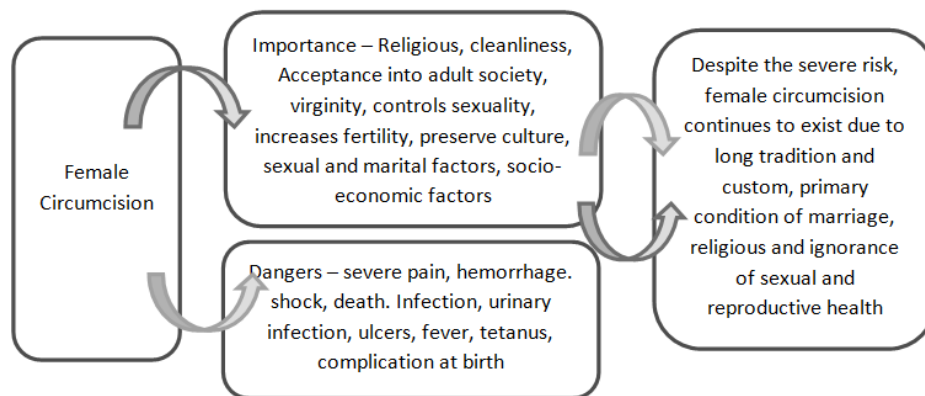 Female
Circumcision
Importance – Religious, cleanliness,
Acceptance into adult society,
virginity, controls sexuality,
increases fertility, preserve culture,
sexual and marital factors, socio-
economic factors
Dangers – severe pain, hemorrhage.
shock, death. Infection, urinary
infection, ulcers, fever, tetanus,
complication at birth
Despite the severe risk,
female circumcision
continues to exist due to
long tradition and
custom, primary
condition of marriage,
religious and ignorance
of sexual and
reproductive health